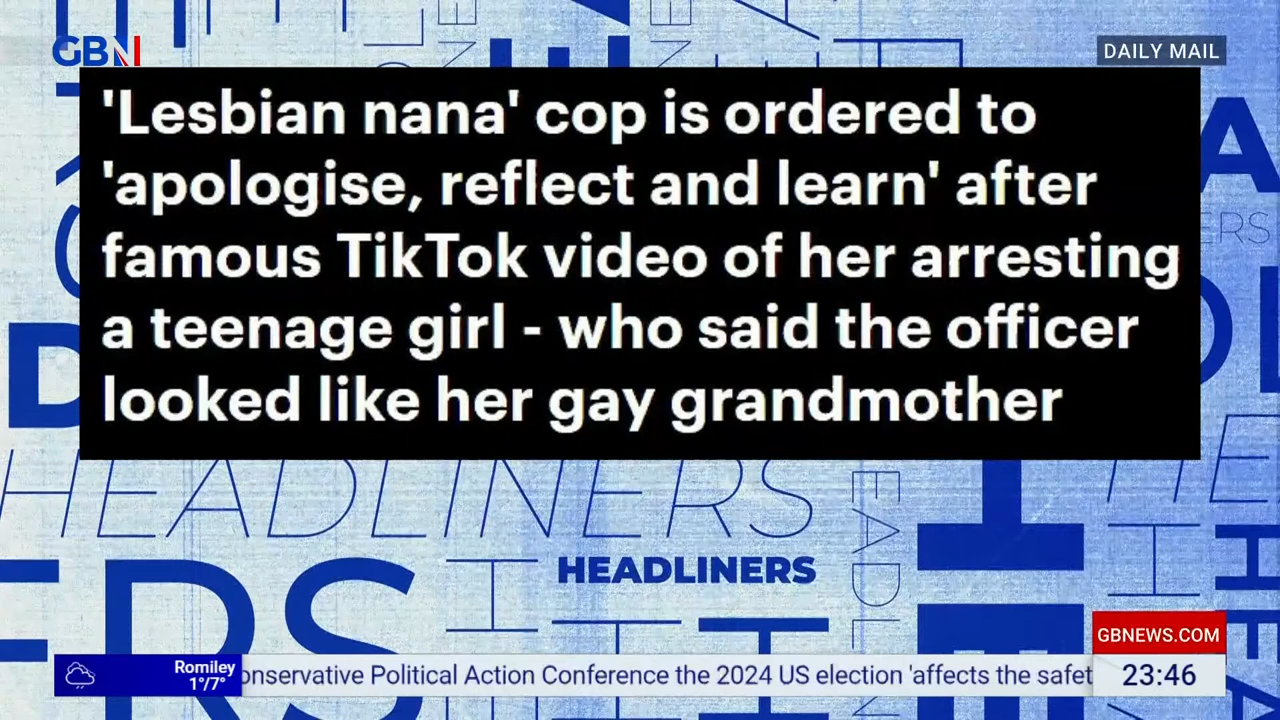 GBN
DAILY MAIL
'Lesbian nana' cop is ordered to
'apologise, reflect and learn' after
famous TikTok video of her arresting
a teenage girl - who said the officer
looked like her gay grandmother
HEADLINERS
HEADLINERS
GBNEWS.COM
Romiley
1°/7°
onservative Political Action Conference the 2024 US election 'affects the safet
23:46